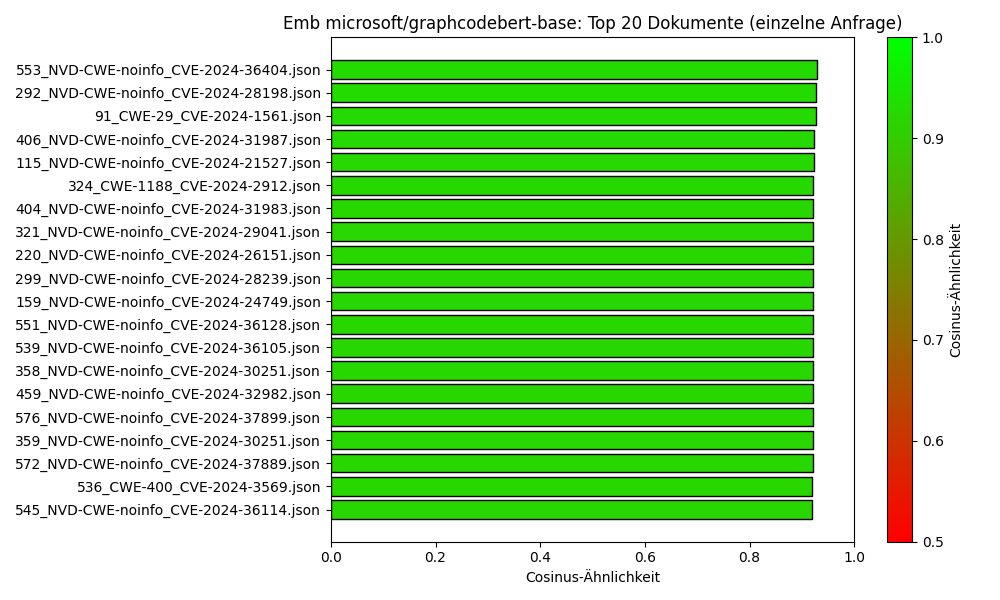 Emb microsoft/graphcodebert-base: Top 20 Dokumente (einzelne Anfrage)
553_NVD-CWE-noinfo_CVE-2024-36404.json
292_NVD-CWE-noinfo_CVE-2024-28198.json
91_CWE-29_CVE-2024-1561.json
406_NVD-CWE-noinfo_CVE-2024-31987.json
115_NVD-CWE-noinfo_CVE-2024-21527.json
324_CWE-1188_CVE-2024-2912.json
404_NVD-CWE-noinfo_CVE-2024-31983.json
321_NVD-CWE-noinfo_CVE-2024-29041.json
220_NVD-CWE-noinfo_CVE-2024-26151.json
299_NVD-CWE-noinfo_CVE-2024-28239.json
159_NVD-CWE-noinfo_CVE-2024-24749.json
551_NVD-CWE-noinfo_CVE-2024-36128.json
539_NVD-CWE-noinfo_CVE-2024-36105.json
358_NVD-CWE-noinfo_CVE-2024-30251.json
459_NVD-CWE-noinfo_CVE-2024-32982.json
576_NVD-CWE-noinfo_CVE-2024-37899.json
359_NVD-CWE-noinfo_CVE-2024-30251.json
572_NVD-CWE-noinfo_CVE-2024-37889.json
536_CWE-400_CVE-2024-3569.json
545_NVD-CWE-noinfo_CVE-2024-36114.json
0.0 0.2 0.4 0.6 0.8 1.0
Cosinus-Ähnlichkeit
1.0
0.9
0.8
0.7
0.6
0.5
Cosinus-Ähnlichkeit